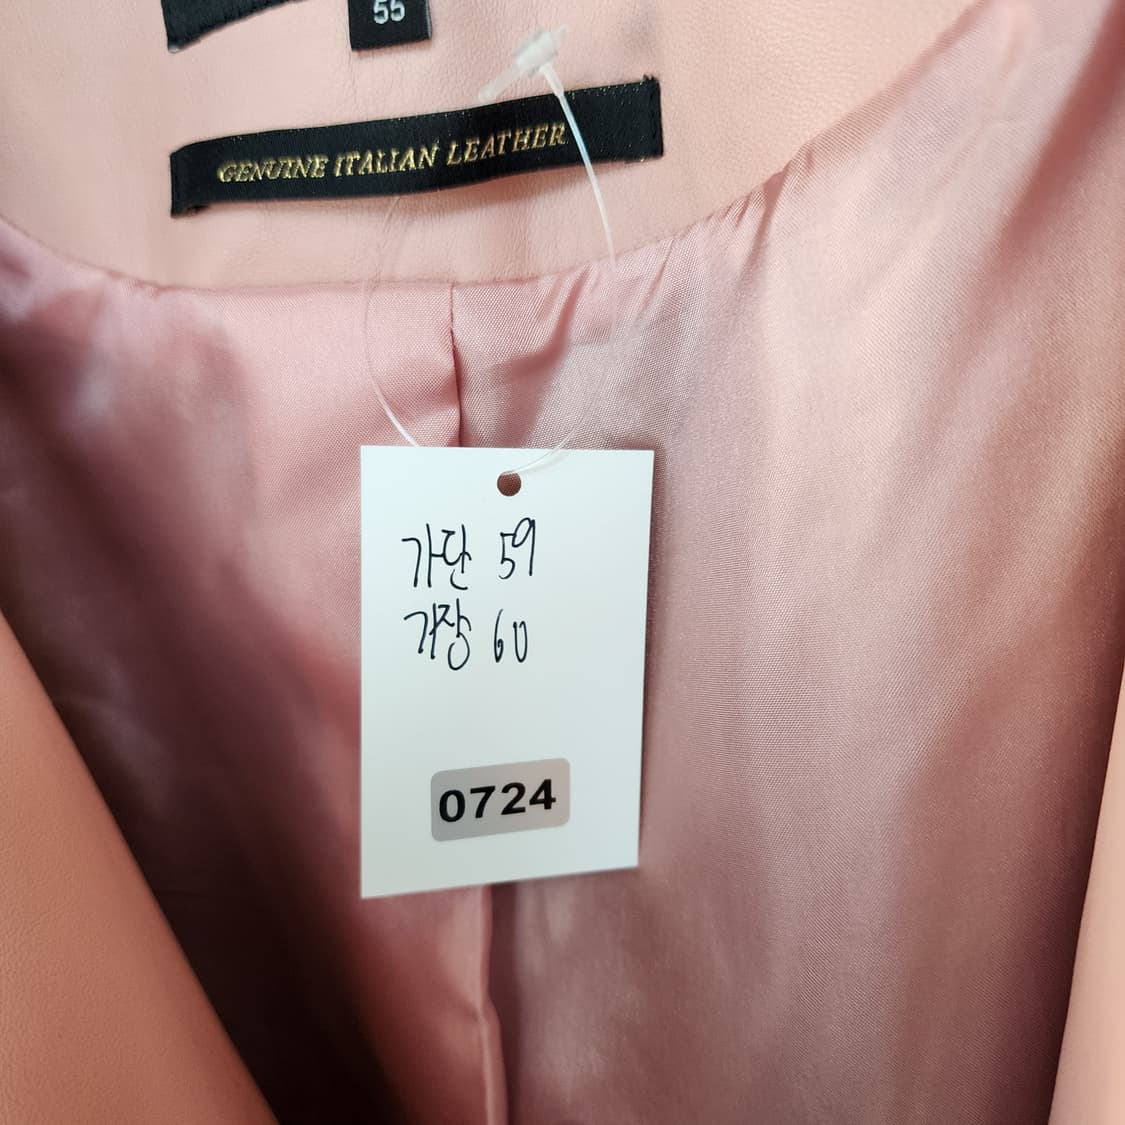 55
GENUINE ITALIAN LEATHER
가단 59
가장 60
0724